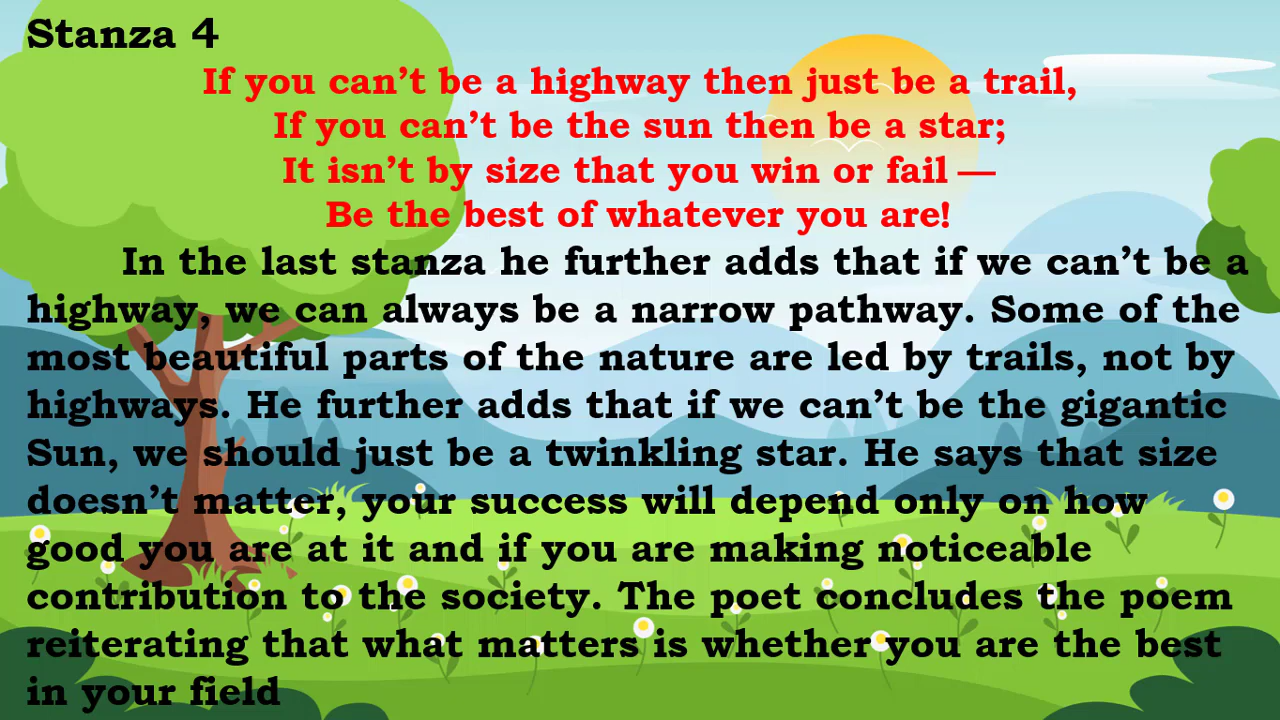 Stanza 4
If you can’t be a highway then just be a trail,
If you can’t be the sun then be a star;
It isn’t by size that you win or fail —
Be the best of whatever you are!
In the last stanza he further adds that if we can’t be a
highway, we can always be a narrow pathway. Some of the
most beautiful parts of the nature are led by trails, not by
highways. He further adds that if we can’t be the gigantic
Sun, we should just be a twinkling star. He says that size
doesn’t matter, your success will depend only on how
good you are at it and if you are making noticeable
contribution to the society. The poet concludes the poem
reiterating that what matters is whether you are the best
in your field